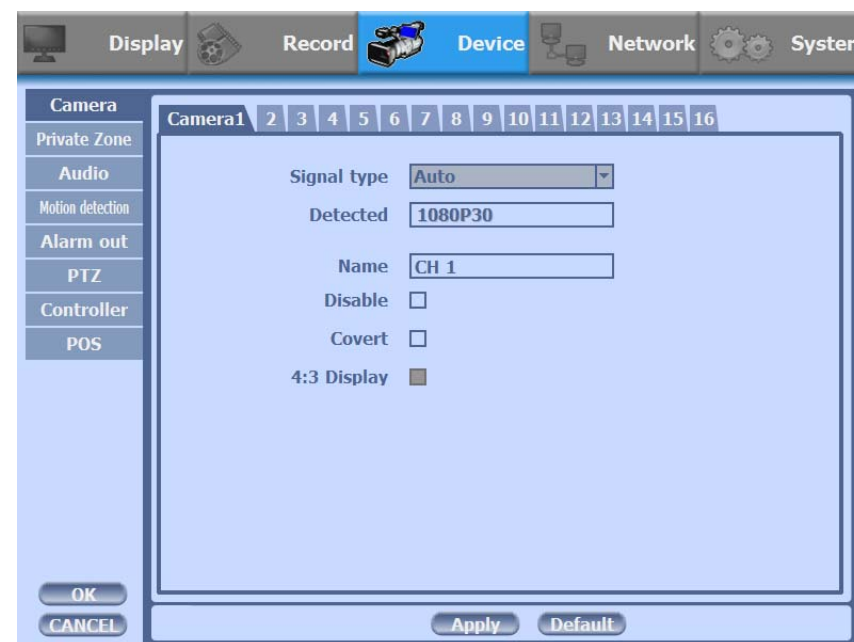 Display Record Device Network Syster
Camera
Private Zone
Audio
Motion detection
Alarm out
PTZ
Controller
POS
Camera1 2 3 4 5 6 7 8 9 10 11 12 13 14 15 16
Signal type Auto
Detected 1080P30
Name CH 1
Disable
Covert
4:3 Display
OK
CANCEL
Apply Default